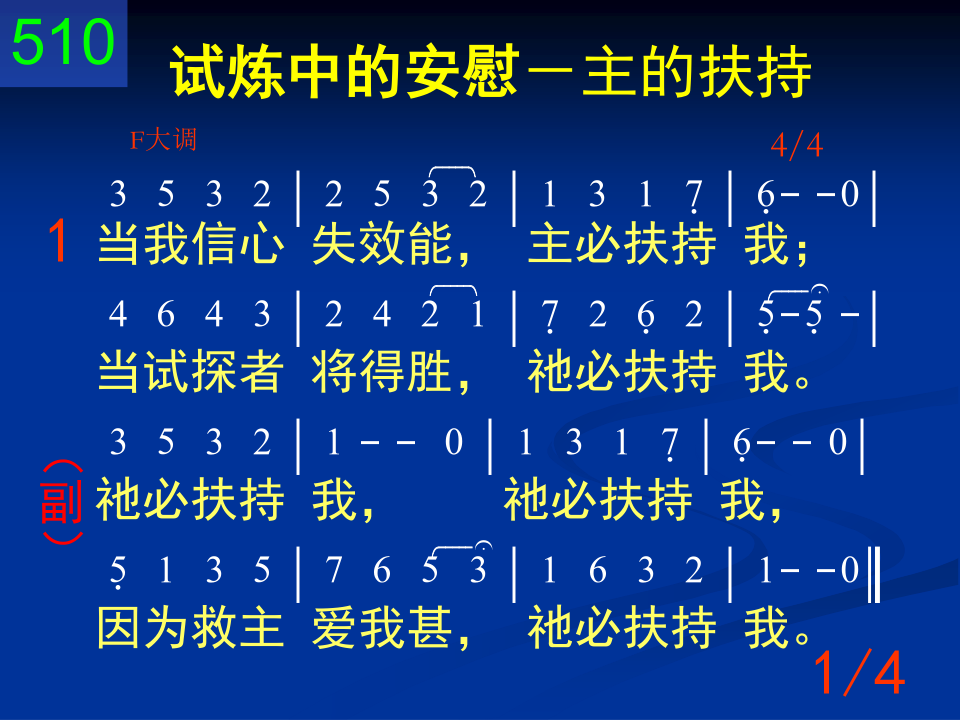 510
试炼中的安慰－主的扶持
F大调 4/4
3 5 3 2 | 2 5 3 2 | 1 3 1 7̣ | 6̣ - - 0 |
1 当我信心 失效能， 主必扶持 我；
4 6 4 3 | 2 4 2 1 | 7̣ 2 6̣ 2 | 5̣ - 5̣ - |
当试探者 将得胜， 祂必扶持 我。
3 5 3 2 | 1 - - 0 | 1 3 1 7̣ | 6̣ - - 0 |
（副） 祂必扶持 我， 祂必扶持 我，
5̣ 1 3 5 | 7 6 5 3 | 1 6 3 2 | 1 - - 0 ‖
因为救主 爱我甚， 祂必扶持 我。
1/4